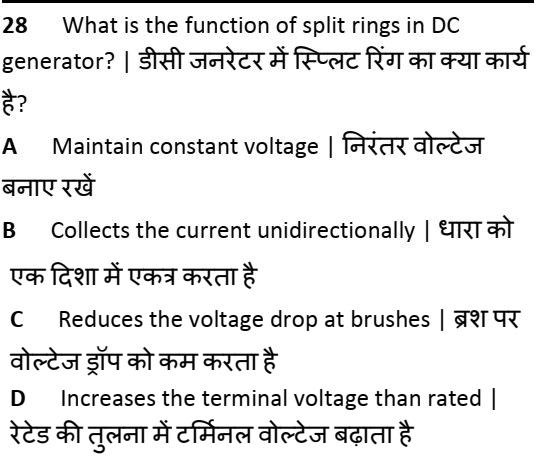 28 What is the function of split rings in DC
generator? | डीसी जनरेटर में स्प्लिट रिंग का क्या कार्य
है?
A Maintain constant voltage | निरंतर वोल्टेज
बनाए रखें
B Collects the current unidirectionally | धारा को
एक दिशा में एकत्र करता है
C Reduces the voltage drop at brushes | ब्रश पर
वोल्टेज ड्रॉप को कम करता है
D Increases the terminal voltage than rated |
रेटेड की तुलना में टर्मिनल वोल्टेज बढ़ाता है